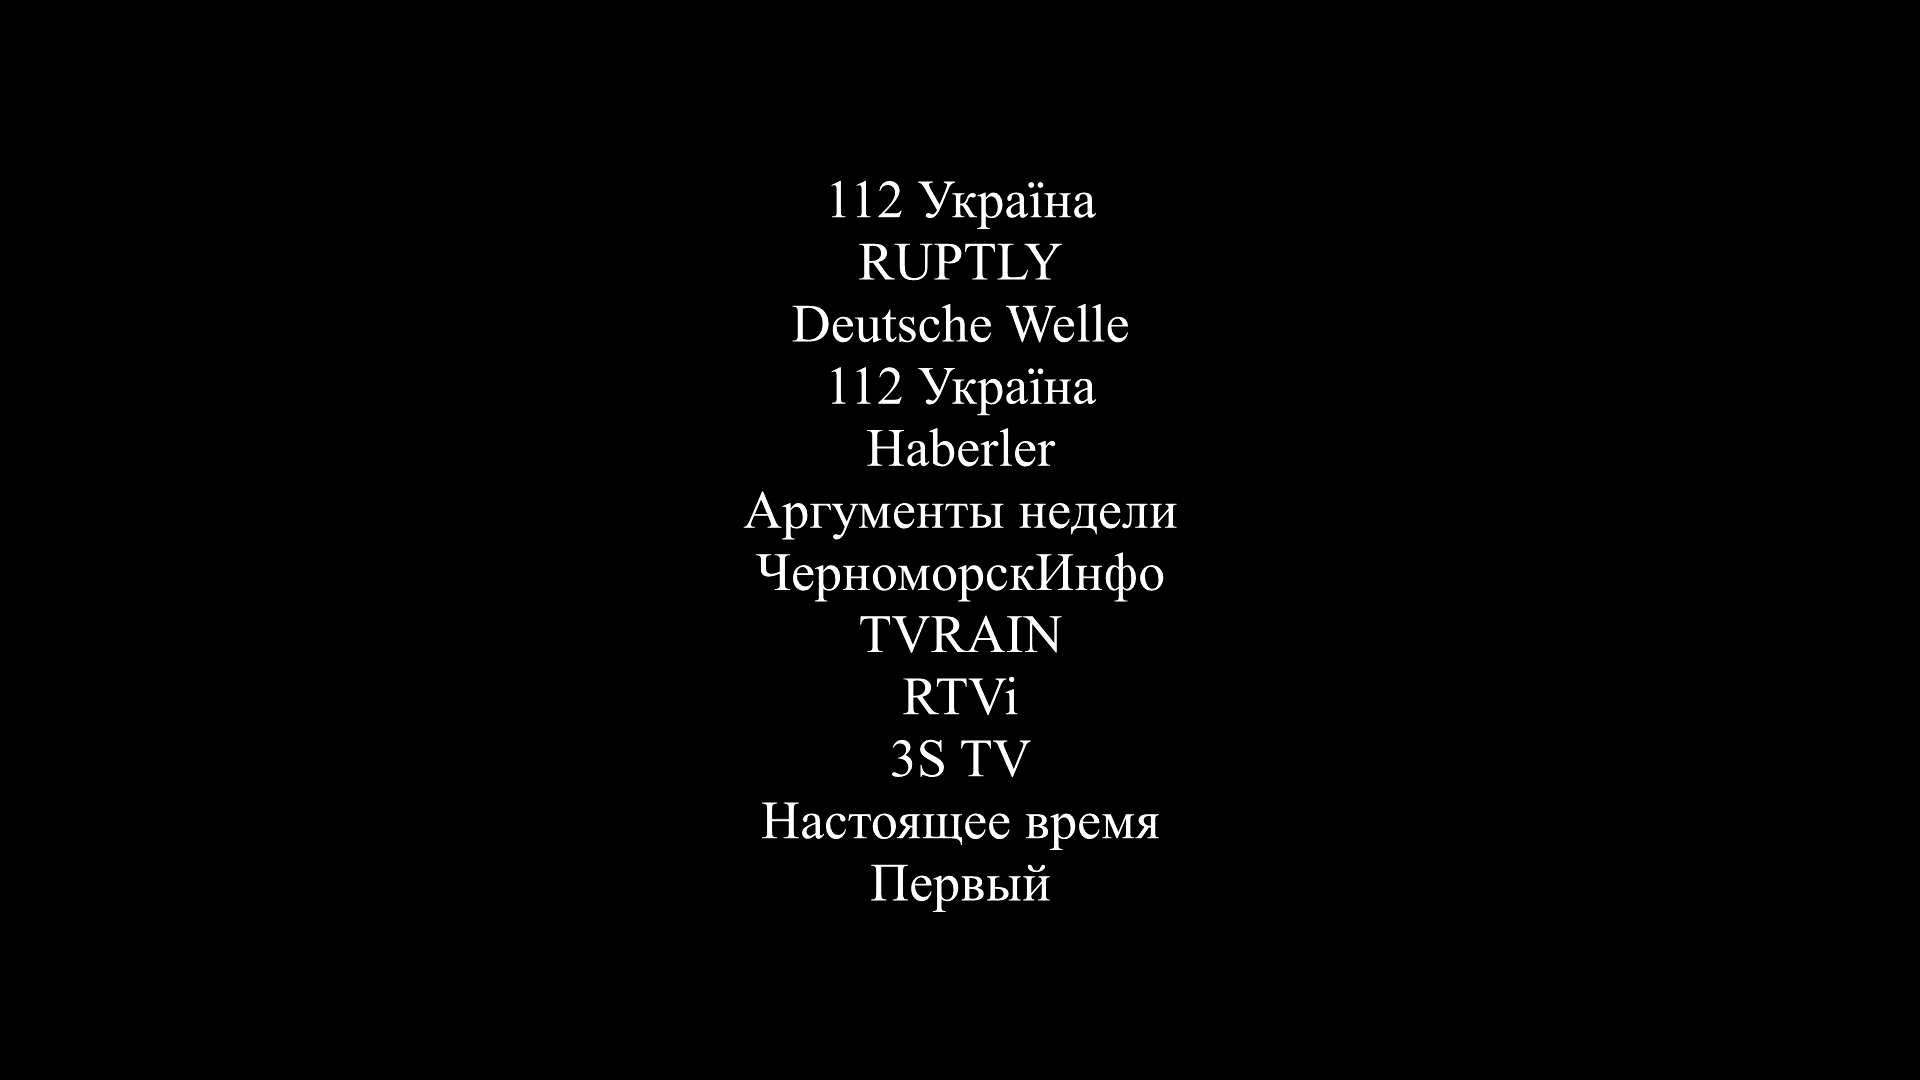 112 Україна
RUPTLY
Deutsche Welle
112 Україна
Haberler
Аргументы недели
ЧерноморскИнфо
TVRAIN
RTVi
3S TV
Настоящее время
Первый